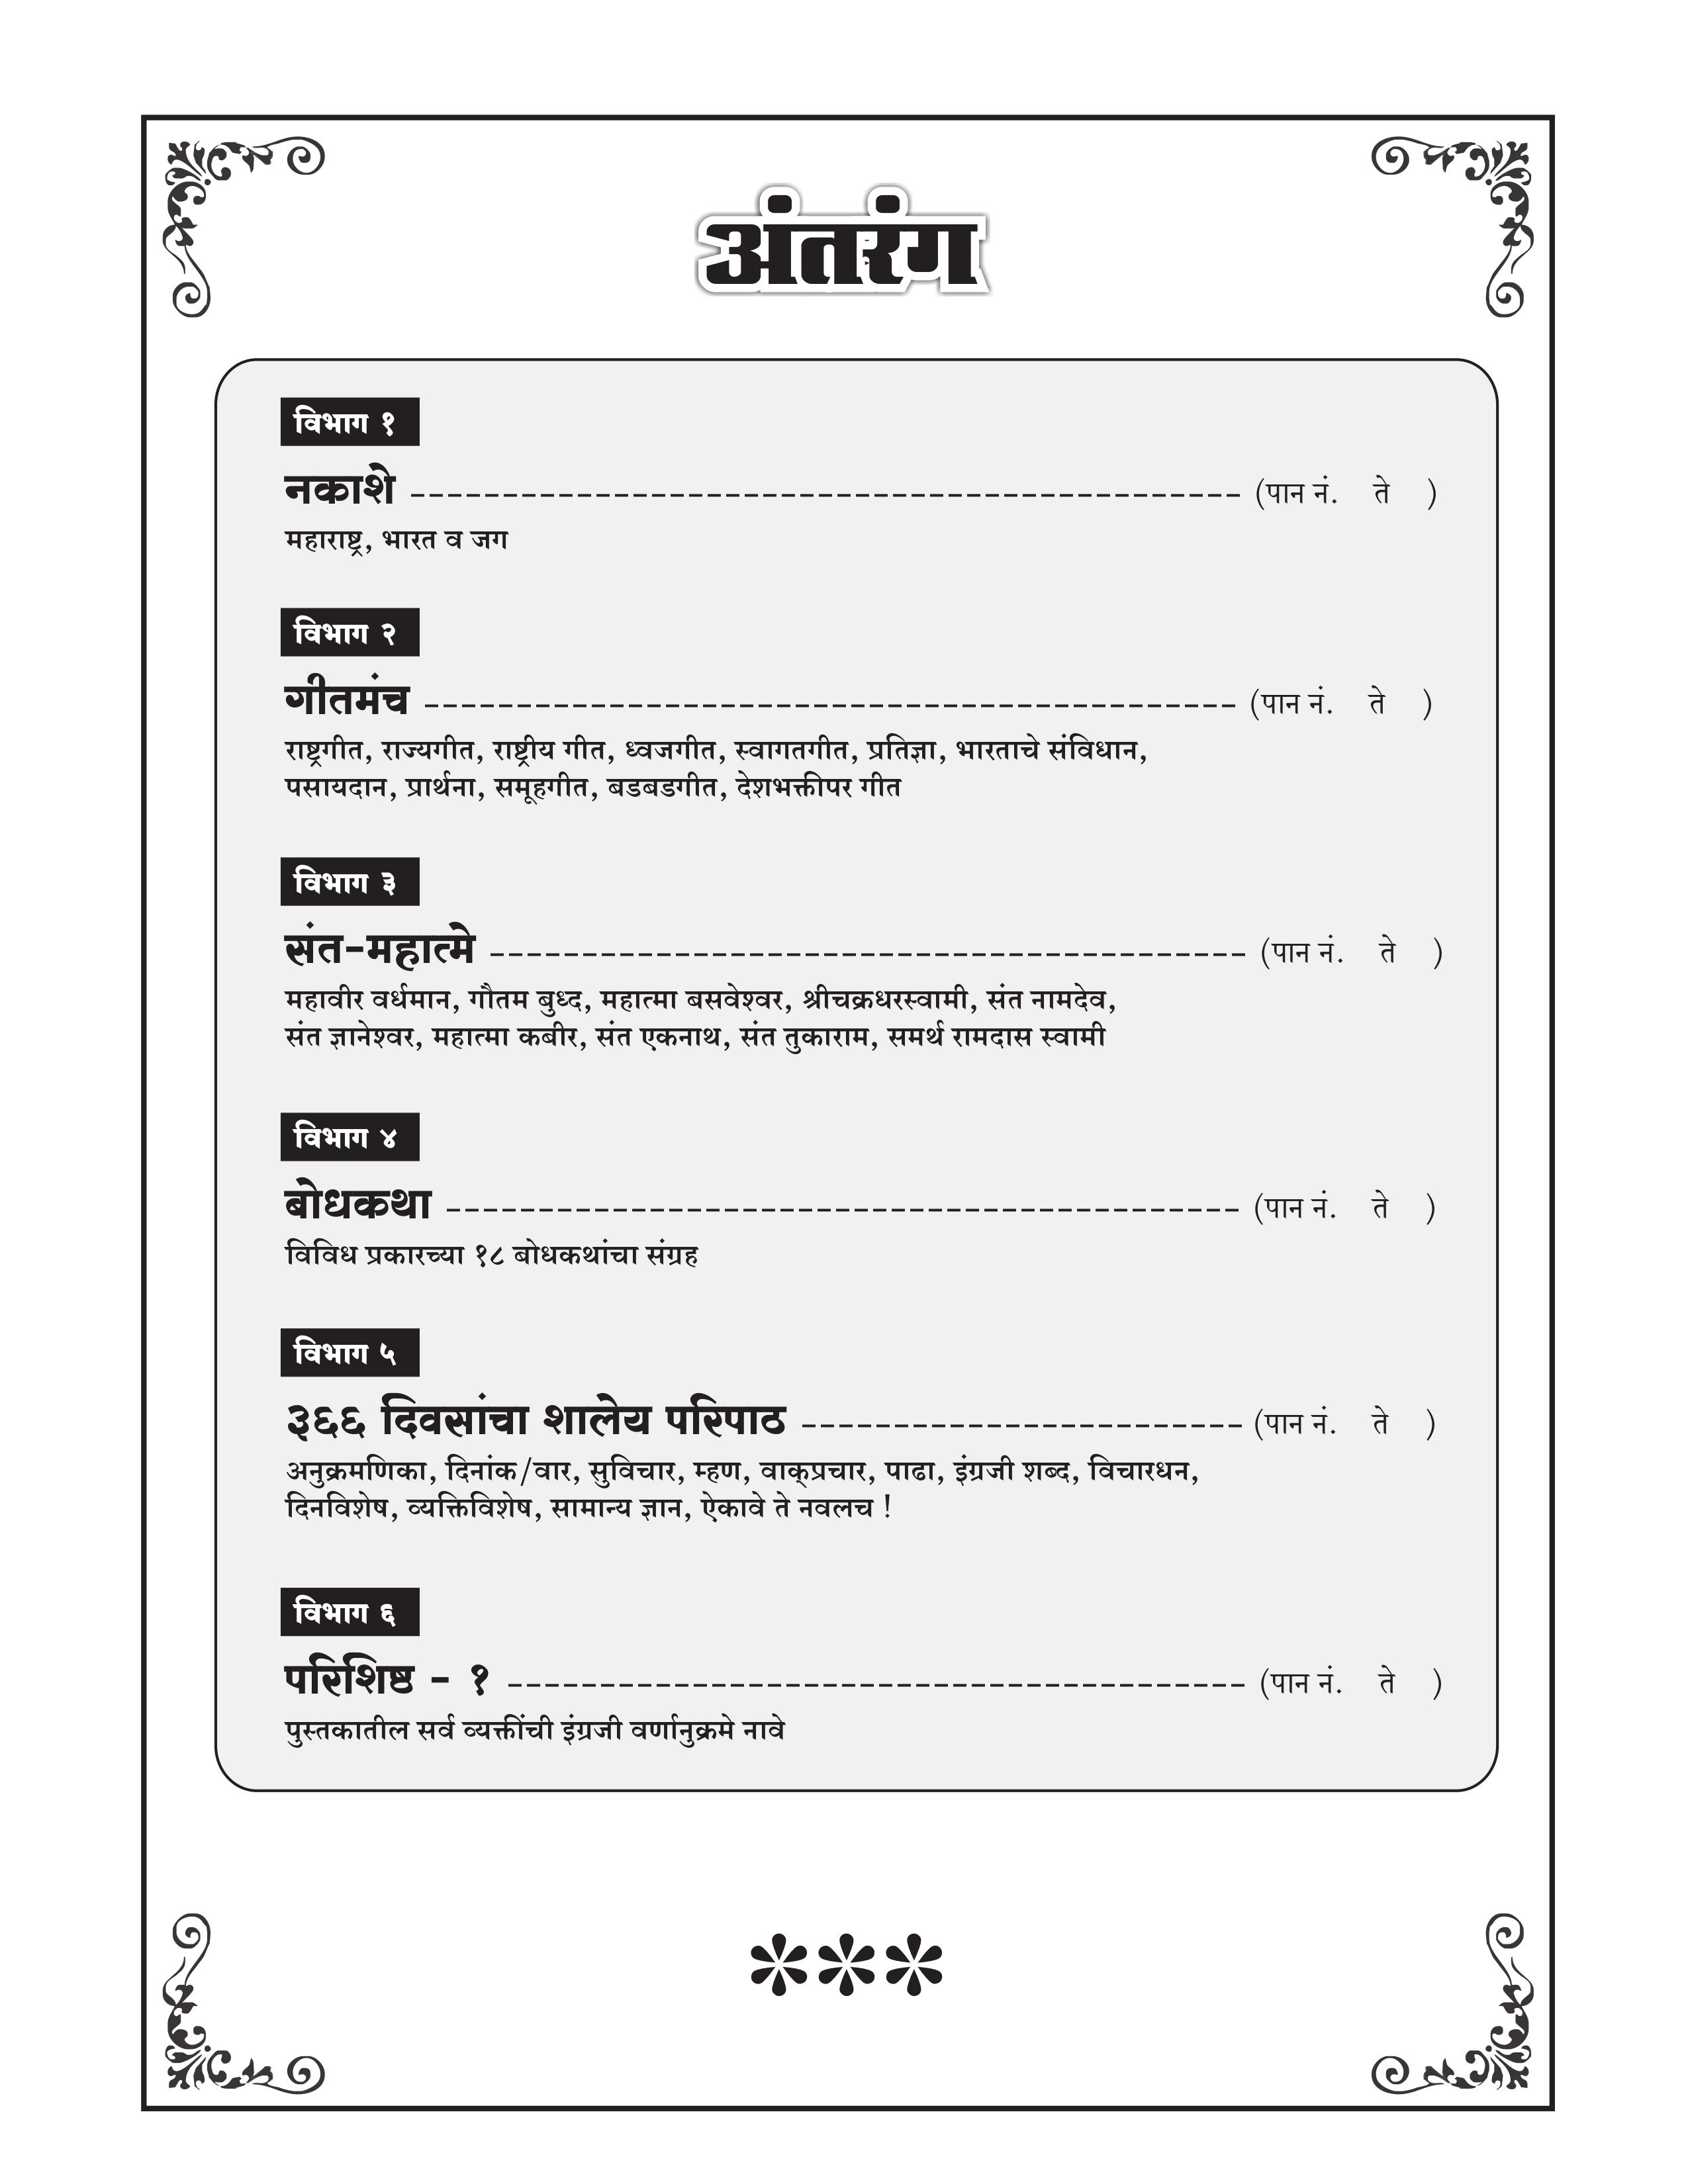 अंतरंग
विभाग १
नकाशे --------------------------------------------- (पान नं. ते )
महाराष्ट्र, भारत व जग
विभाग २
गीतमंच -------------------------------------------- (पान नं. ते )
राष्ट्रगीत, राज्यगीत, राष्ट्रीय गीत, ध्वजगीत, स्वागतगीत, प्रतिज्ञा, भारताचे संविधान,
पसायदान, प्रार्थना, समूहगीत, बडबडगीत, देशभक्तीपर गीत
विभाग ३
संत-महात्मे ----------------------------------------- (पान नं. ते )
महावीर वर्धमान, गौतम बुध्द, महात्मा बसवेश्वर, श्रीचक्रधरस्वामी, संत नामदेव,
संत ज्ञानेश्वर, महात्मा कबीर, संत एकनाथ, संत तुकाराम, समर्थ रामदास स्वामी
विभाग ४
बोधकथा ------------------------------------------- (पान नं. ते )
विविध प्रकारच्या १८ बोधकथांचा संग्रह
विभाग ५
३६६ दिवसांचा शालेय परिपाठ ------------------------ (पान नं. ते )
अनुक्रमणिका, दिनांक/वार, सुविचार, म्हण, वाक्‌प्रचार, पाढा, इंग्रजी शब्द, विचारधन,
दिनविशेष, व्यक्तिविशेष, सामान्य ज्ञान, ऐकावे ते नवलच !
विभाग ६
परिशिष्ठ - १ ---------------------------------------- (पान नं. ते )
पुस्तकातील सर्व व्यक्तींची इंग्रजी वर्णानुक्रमे नावे
***